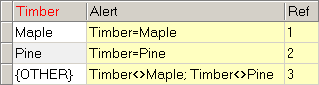 Timber Alert Ref
Maple Timber=Maple 1
Pine Timber=Pine 2
{OTHER} Timber<>Maple; Timber<>Pine 3